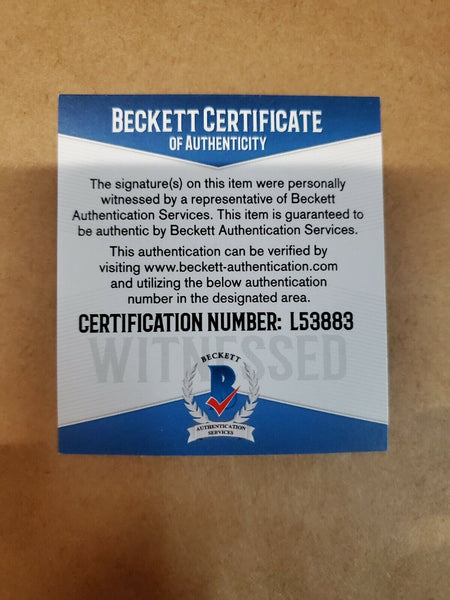 BECKETT CERTIFICATE
OF AUTHENTICITY
The signature(s) on this item were personally
witnessed by a representative of Beckett
Authentication Services. This item is guaranteed to
be authentic by Beckett Authentication Services.
This authentication can be verified by
visiting www.beckett-authentication.com
and utilizing the below authentication
number in the designated area.
CERTIFICATION NUMBER: L53883
WITNESSED
BECKETT
B
AUTHENTICATION
SERVICES